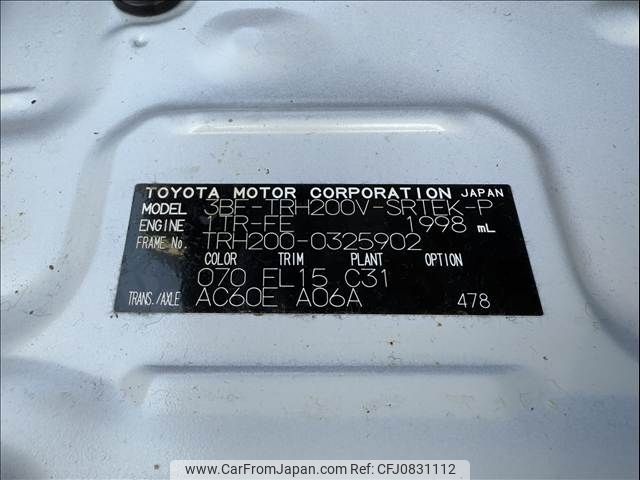 TOYOTA MOTOR CORPORATION JAPAN
MODEL 3BF-TRH200V-SRTEK-P
ENGINE 1TR-FE 1998 mL
FRAME No. TRH200-0325902
COLOR TRIM PLANT OPTION
070 FL15 C31
TRANS./AXLE AC60E A06A 478
www.CarFromJapan.com - Ref No.CFJ0831112